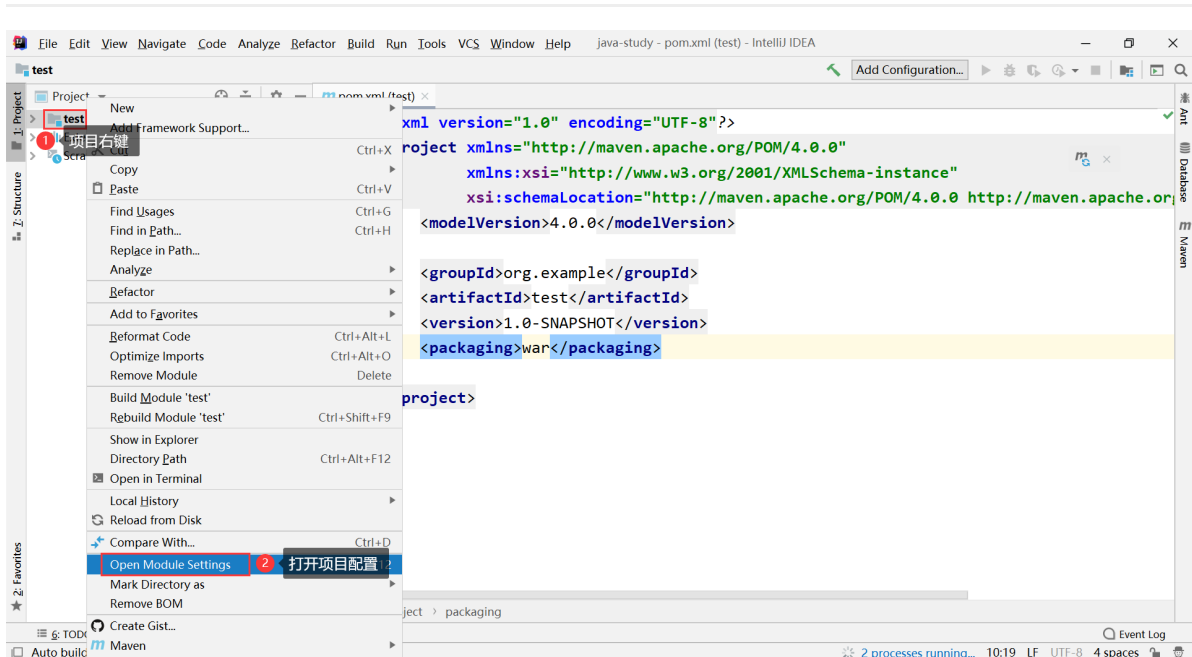 File Edit View Navigate Code Analyze Refactor Build Run Tools VCS Window Help java-study - pom.xml (test) - IntelliJ IDEA
test
Add Configuration...
1: Project
7: Structure
2: Favorites
Project
pom.xml (test)
test
1 项目右键
Scra
New
Add Framework Support...
Cut Ctrl+X
Copy
Paste Ctrl+V
Find Usages Ctrl+G
Find in Path... Ctrl+H
Replace in Path...
Analyze
Refactor
Add to Favorites
Reformat Code Ctrl+Alt+L
Optimize Imports Ctrl+Alt+O
Remove Module Delete
Build Module 'test'
Rebuild Module 'test' Ctrl+Shift+F9
Show in Explorer
Directory Path Ctrl+Alt+F12
Open in Terminal
Local History
Reload from Disk
Compare With... Ctrl+D
Open Module Settings 2 打开项目配置 12
Mark Directory as
Remove BOM
Create Gist...
Maven
xml version="1.0" encoding="UTF-8"?>
roject xmlns="http://maven.apache.org/POM/4.0.0"
xmlns:xsi="http://www.w3.org/2001/XMLSchema-instance"
xsi:schemaLocation="http://maven.apache.org/POM/4.0.0 http://maven.apache.or
<modelVersion>4.0.0</modelVersion>
<groupId>org.example</groupId>
<artifactId>test</artifactId>
<version>1.0-SNAPSHOT</version>
<packaging>war</packaging>
project>
Ant
Database
Maven
ject › packaging
6: TODO
Event Log
Auto build
2 processes running... 10:19 LF UTF-8 4 spaces